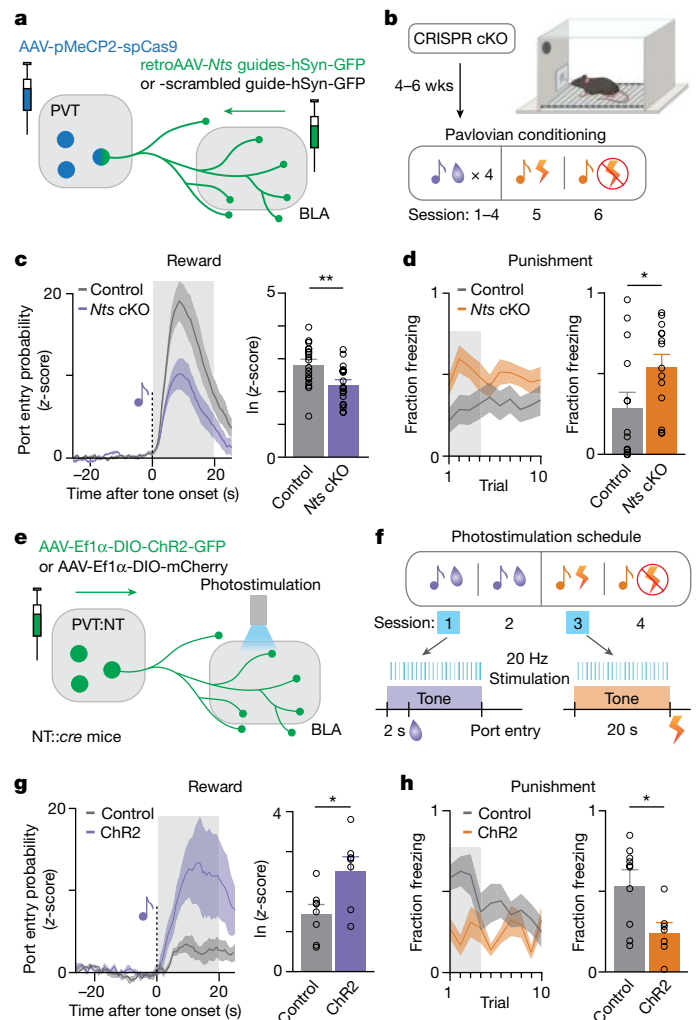 a
AAV-pMeCP2-spCas9
retroAAV-Nts guides-hSyn-GFP
or -scrambled guide-hSyn-GFP
PVT
BLA
b
CRISPR cKO
4–6 wks
Pavlovian conditioning
× 4
Session: 1–4 5 6
c
Reward
Control
Nts cKO
Port entry probability
(z-score)
20
0
−20 0 20
Time after tone onset (s)
**
ln (z-score)
5
0
Control
Nts cKO
d
Punishment
Control
Nts cKO
Fraction freezing
1
0
1 10
Trial
*
Fraction freezing
1
0
Control
Nts cKO
e
AAV-Ef1α-DIO-ChR2-GFP
or AAV-Ef1α-DIO-mCherry
Photostimulation
PVT:NT
BLA
NT::cre mice
f
Photostimulation schedule
Session: 1 2 3 4
20 Hz
Stimulation
Tone
Tone
2 s
Port entry
20 s
g
Reward
Control
ChR2
Port entry probability
(z-score)
20
0
−20 0 20
Time after tone onset (s)
*
ln (z-score)
4
0
Control
ChR2
h
Punishment
Control
ChR2
Fraction freezing
1
0
1 10
Trial
*
Fraction freezing
1
0
Control
ChR2